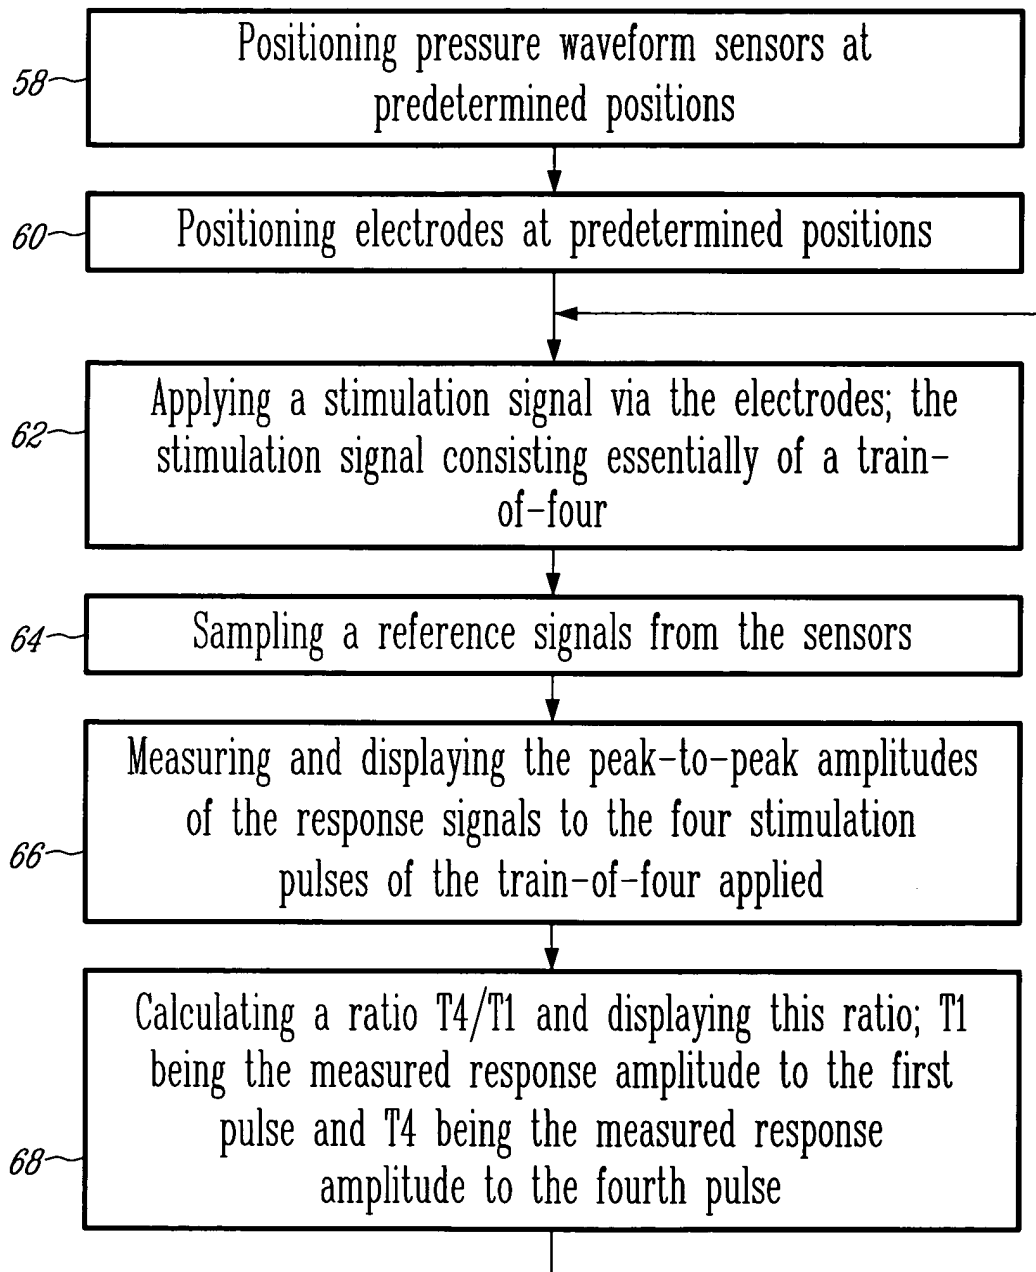 Positioning pressure waveform sensors at
58
predetermined positions
60
Positioning electrodes at predetermined positions
Applying a stimulation signal via the electrodes; the
62
stimulation signal consisting essentially of a train-
of-four
64
Sampling a reference signals from the sensors
Measuring and displaying the peak-to-peak amplitudes
of the response signals to the four stimulation
66
pulses of the train-of-four applied
Calculating a ratio T4/T1 and displaying this ratio; T1
being the measured response amplitude to the first
pulse and T4 being the measured response
68
amplitude to the fourth pulse